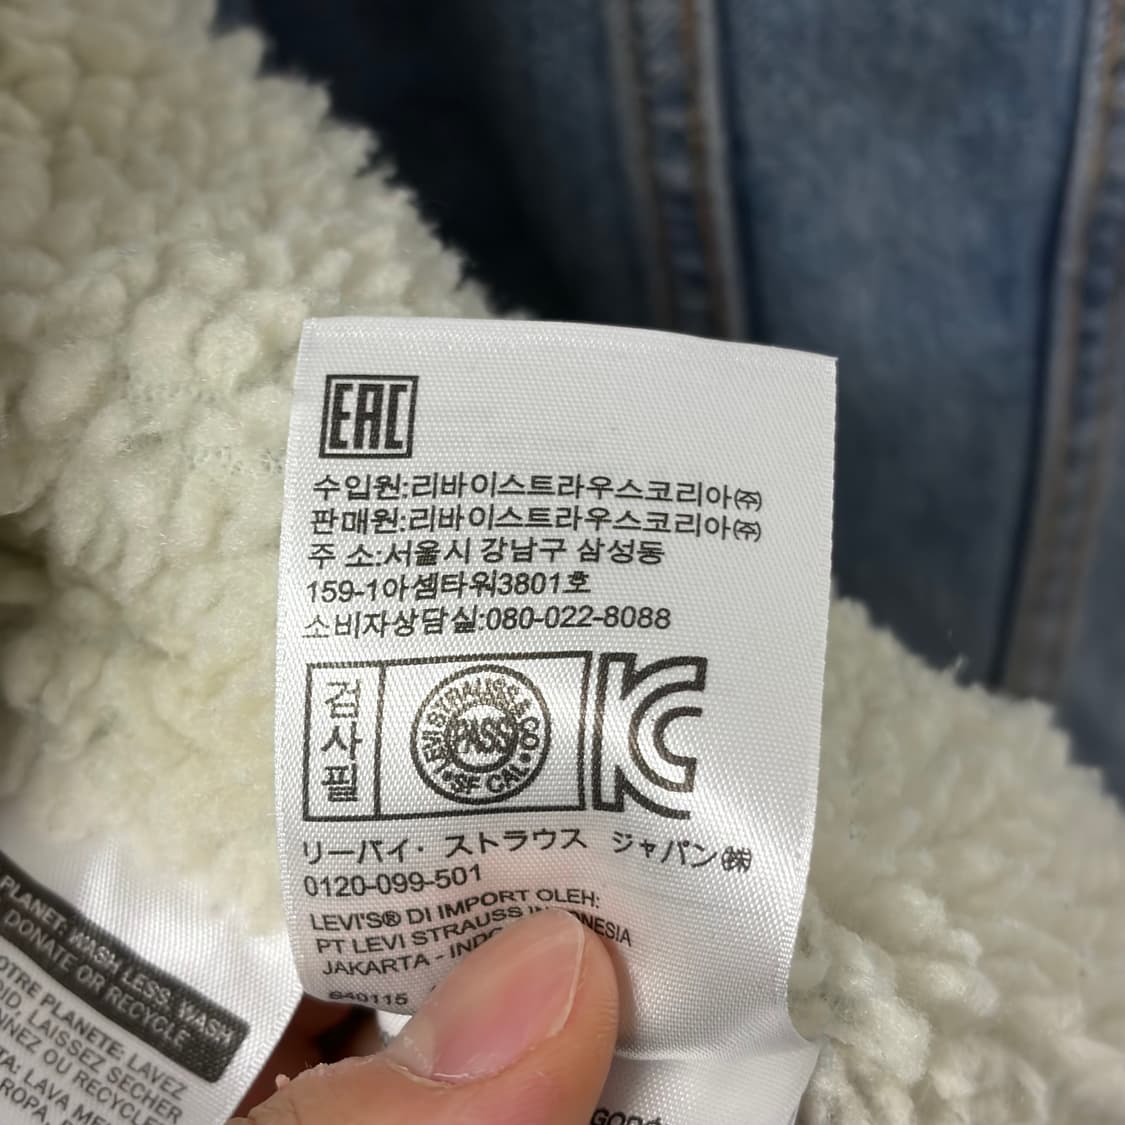 EAC
수입원:리바이스트라우스코리아㈜
판매원:리바이스트라우스코리아㈜
주 소:서울시 강남구 삼성동
159-1아셈타워3801호
소비자상담실:080-022-8088
검사필
LEVI STRAUSS & CO
PASS
SF CAL
KC
リーバイ・ストラウス ジャパン㈱
0120-099-501
LEVI'S® DI IMPORT OLEH:
PT LEVI STRAUSS
JAKARTA -
640115
PLANET: WASH LESS, WASH
DONATE OR RECYCLE
PLANETE: LAVEZ
LAISSEZ SECHER
OU
LAVA